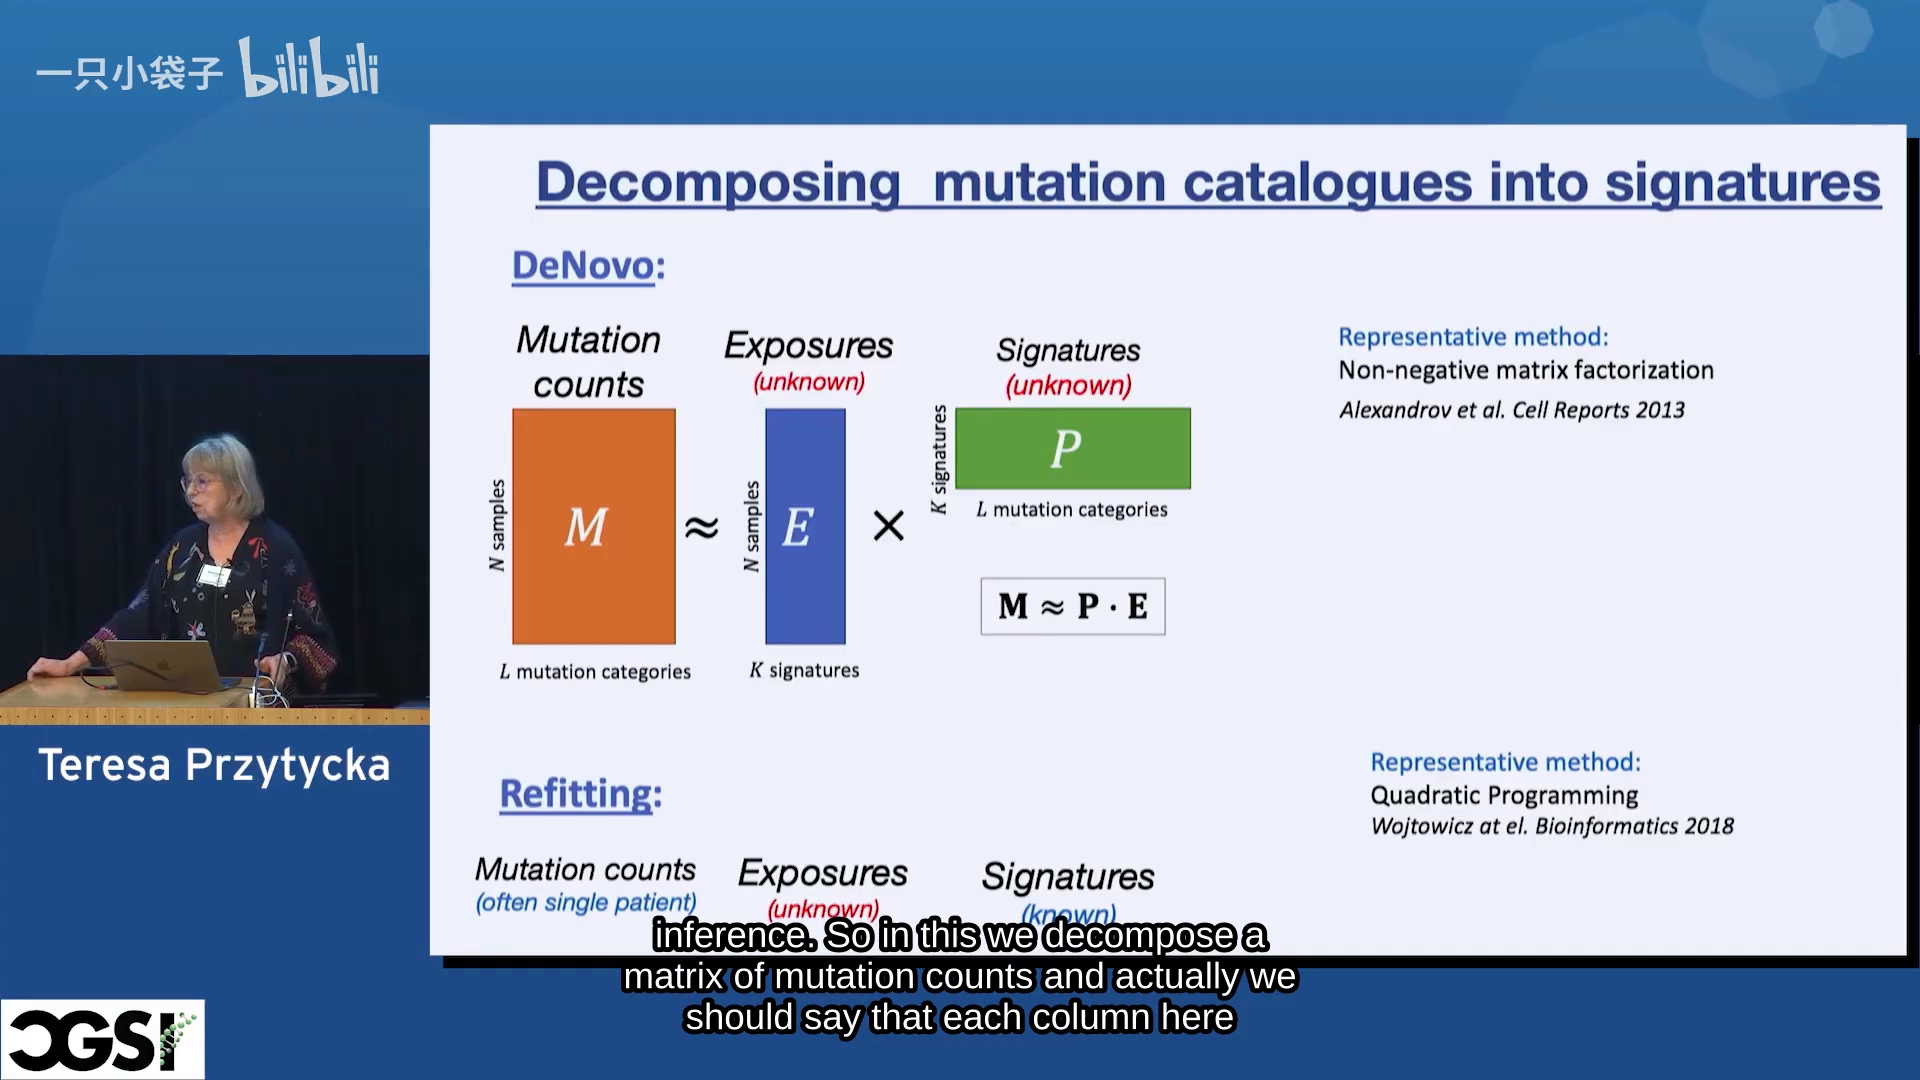 一只小袋子 bilibili
Decomposing mutation catalogues into signatures
DeNovo:
Mutation
counts
Exposures
(unknown)
Signatures
(unknown)
N samples
M
≈
N samples
E
×
K signatures
P
L mutation categories
M ≈ P · E
L mutation categories
K signatures
Representative method:
Non-negative matrix factorization
Alexandrov et al. Cell Reports 2013
Teresa Przytycka
Refitting:
Representative method:
Quadratic Programming
Wojtowicz at el. Bioinformatics 2018
Mutation counts
(often single patient)
Exposures
(unknown)
Signatures
(known)
inference. So in this we decompose a
matrix of mutation counts and actually we
should say that each column here
CGSI